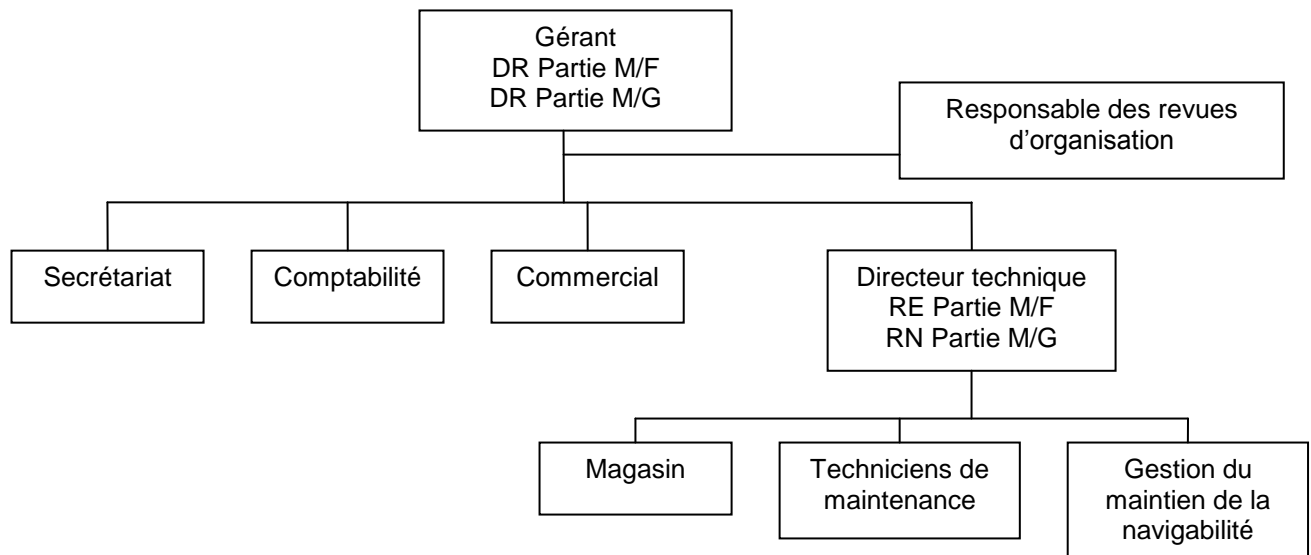 Gérant
DR Partie M/F
DR Partie M/G
Responsable des revues
d’organisation
Secrétariat
Comptabilité
Commercial
Directeur technique
RE Partie M/F
RN Partie M/G
Magasin
Techniciens de
maintenance
Gestion du
maintien de la
navigabilité